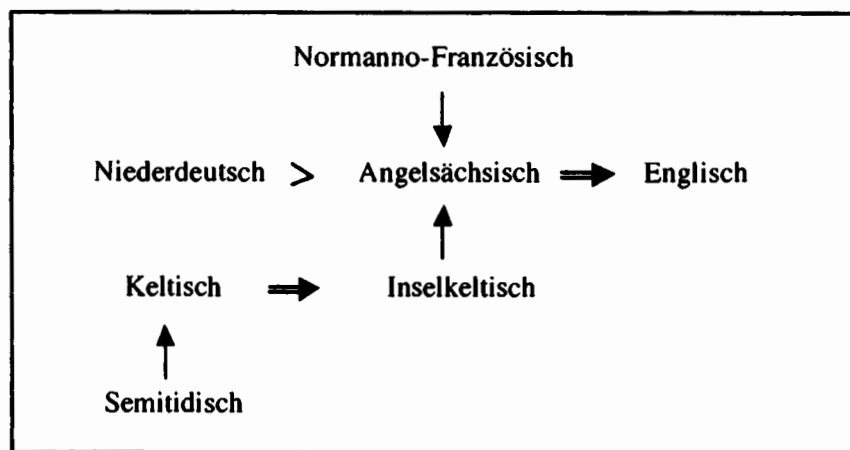 Normanno-Französisch
Niederdeutsch > Angelsächsisch Englisch
Keltisch Inselkeltisch
Semitidisch